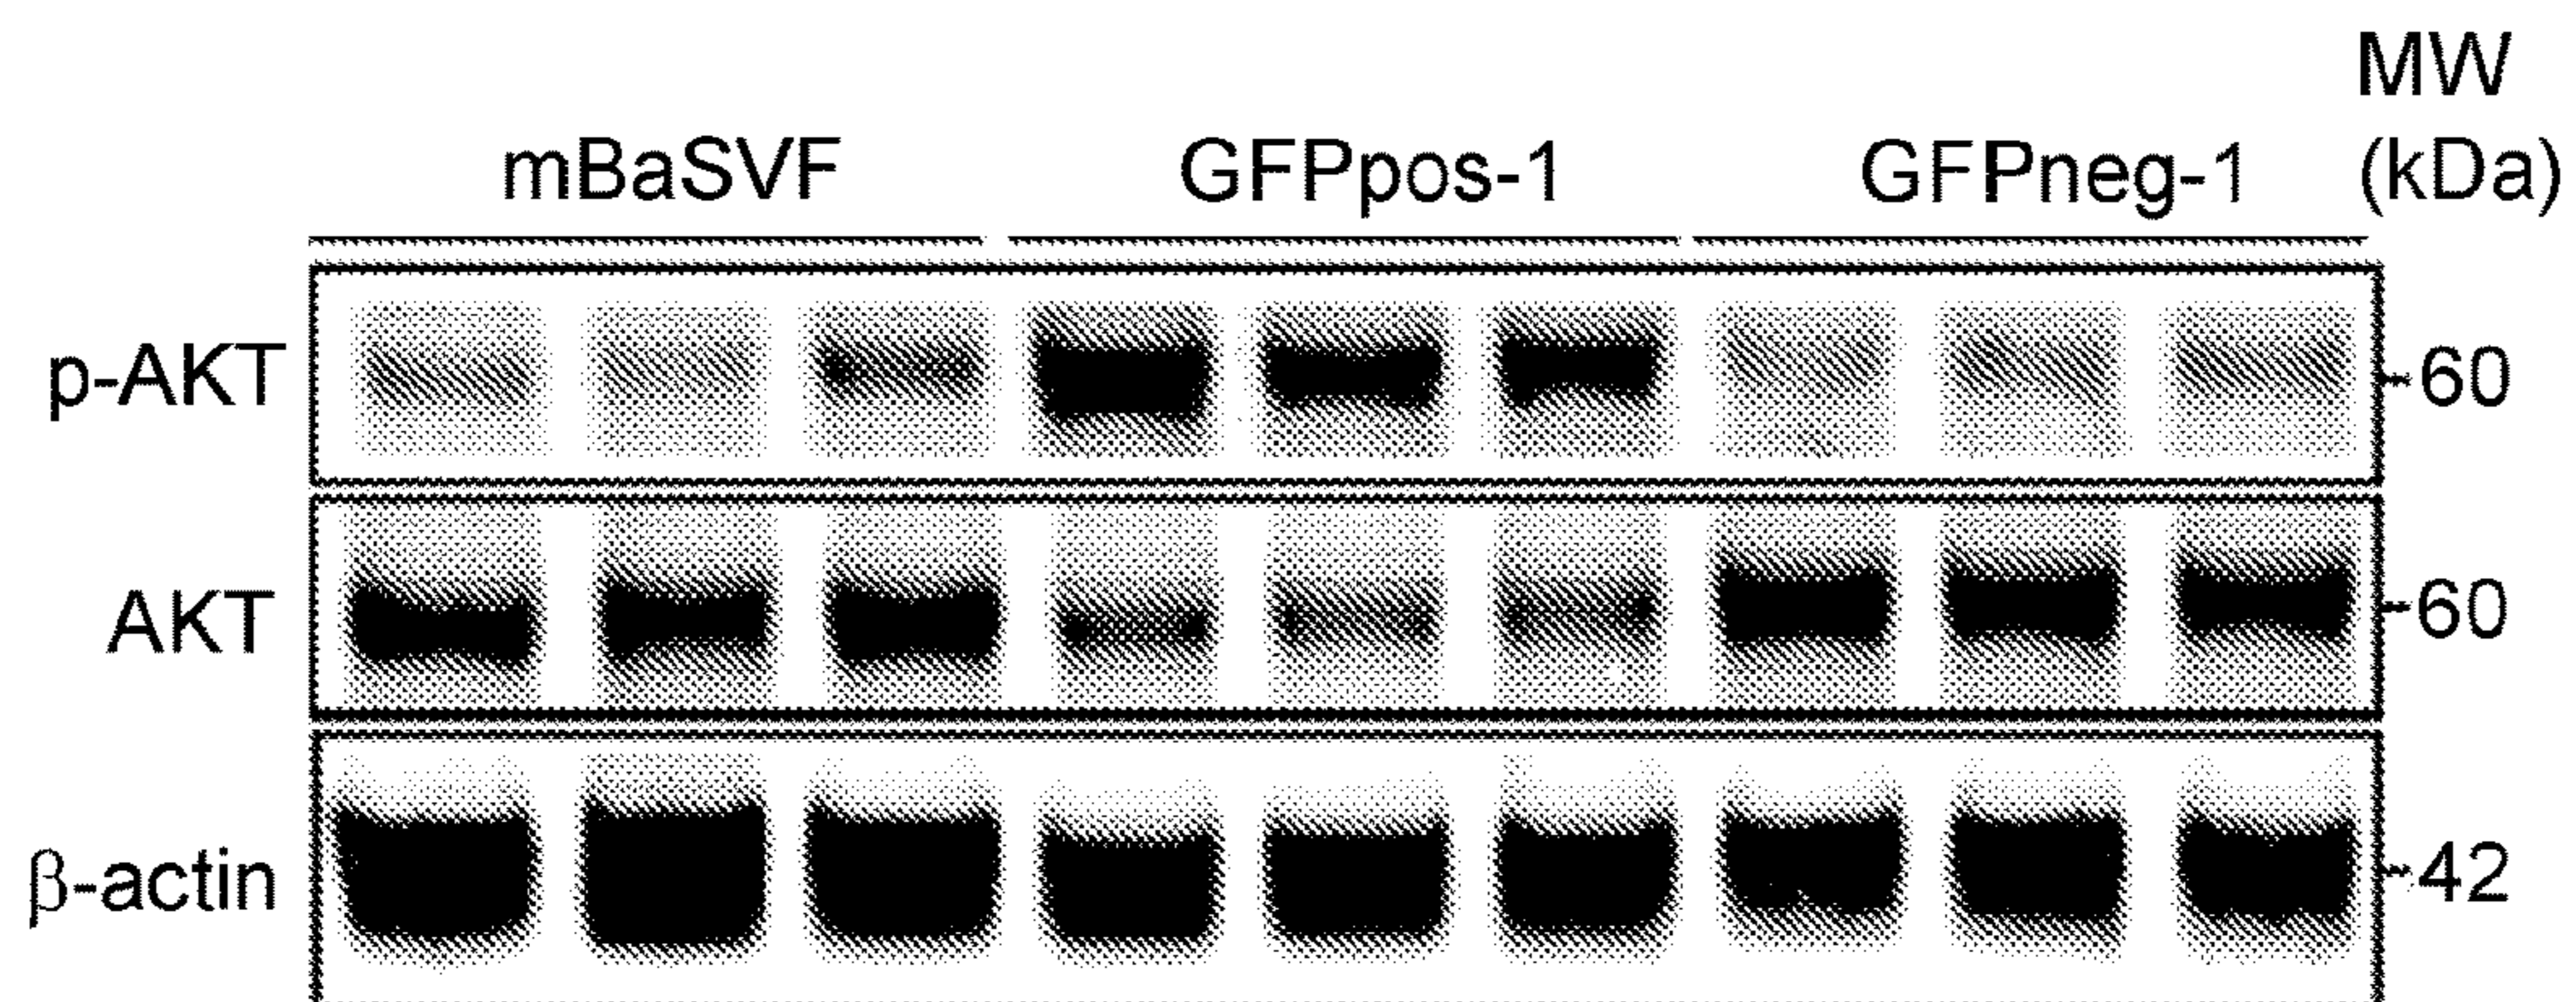 MW
mBaSVF GFPpos-1 GFPneg-1 (kDa)
p-AKT -60
AKT -60
β-actin -42